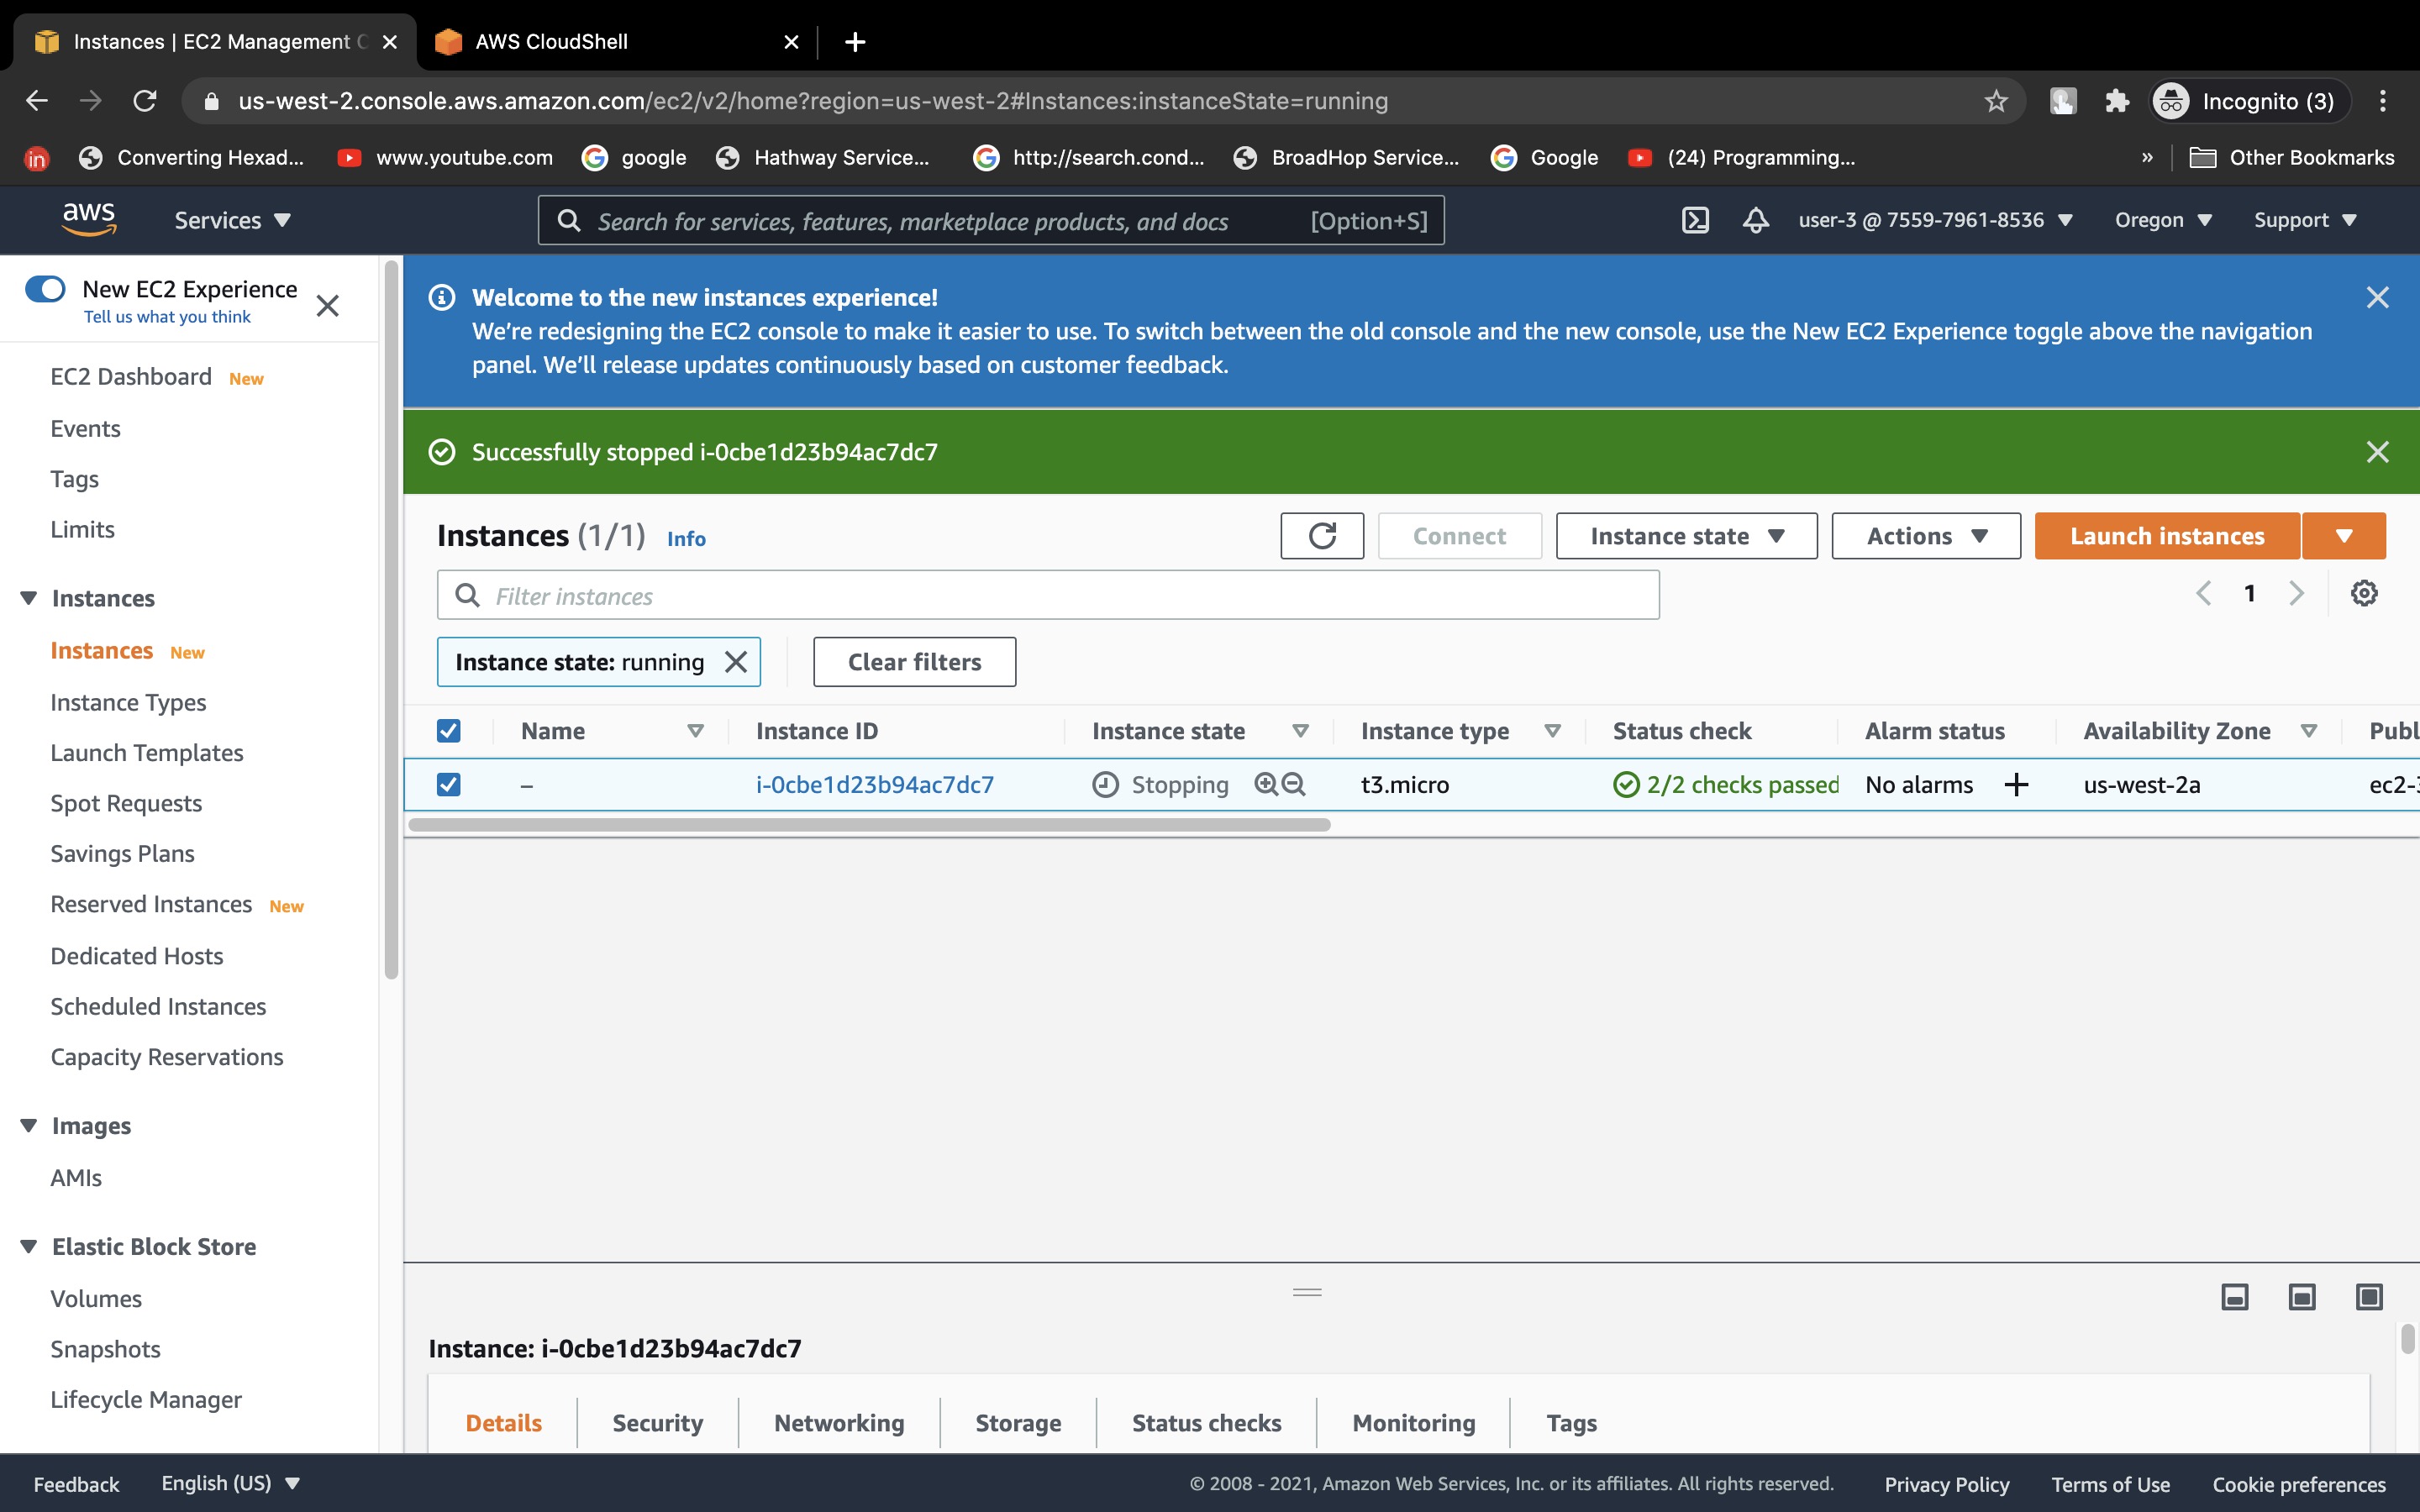 Instances | EC2 Management C
AWS CloudShell
us-west-2.console.aws.amazon.com/ec2/v2/home?region=us-west-2#Instances:instanceState=running
Incognito (3)
in
Converting Hexad...
www.youtube.com
google
Hathway Service...
http://search.cond...
BroadHop Service...
Google
(24) Programming...
»
Other Bookmarks
aws
Services
Search for services, features, marketplace products, and docs
[Option+S]
user-3 @ 7559-7961-8536
Oregon
Support
New EC2 Experience
Tell us what you think
EC2 Dashboard New
Events
Tags
Limits
Instances
Instances New
Instance Types
Launch Templates
Spot Requests
Savings Plans
Reserved Instances New
Dedicated Hosts
Scheduled Instances
Capacity Reservations
Images
AMIs
Elastic Block Store
Volumes
Snapshots
Lifecycle Manager
Welcome to the new instances experience!
We're redesigning the EC2 console to make it easier to use. To switch between the old console and the new console, use the New EC2 Experience toggle above the navigation
panel. We'll release updates continuously based on customer feedback.
Successfully stopped i-0cbe1d23b94ac7dc7
Instances (1/1) Info
Connect
Instance state
Actions
Launch instances
Filter instances
1
Instance state: running
Clear filters
Name
Instance ID
Instance state
Instance type
Status check
Alarm status
Availability Zone
Publ
–
i-0cbe1d23b94ac7dc7
Stopping
t3.micro
2/2 checks passed
No alarms
us-west-2a
ec2-3
Instance: i-0cbe1d23b94ac7dc7
Details
Security
Networking
Storage
Status checks
Monitoring
Tags
Feedback
English (US)
© 2008 - 2021, Amazon Web Services, Inc. or its affiliates. All rights reserved.
Privacy Policy
Terms of Use
Cookie preferences